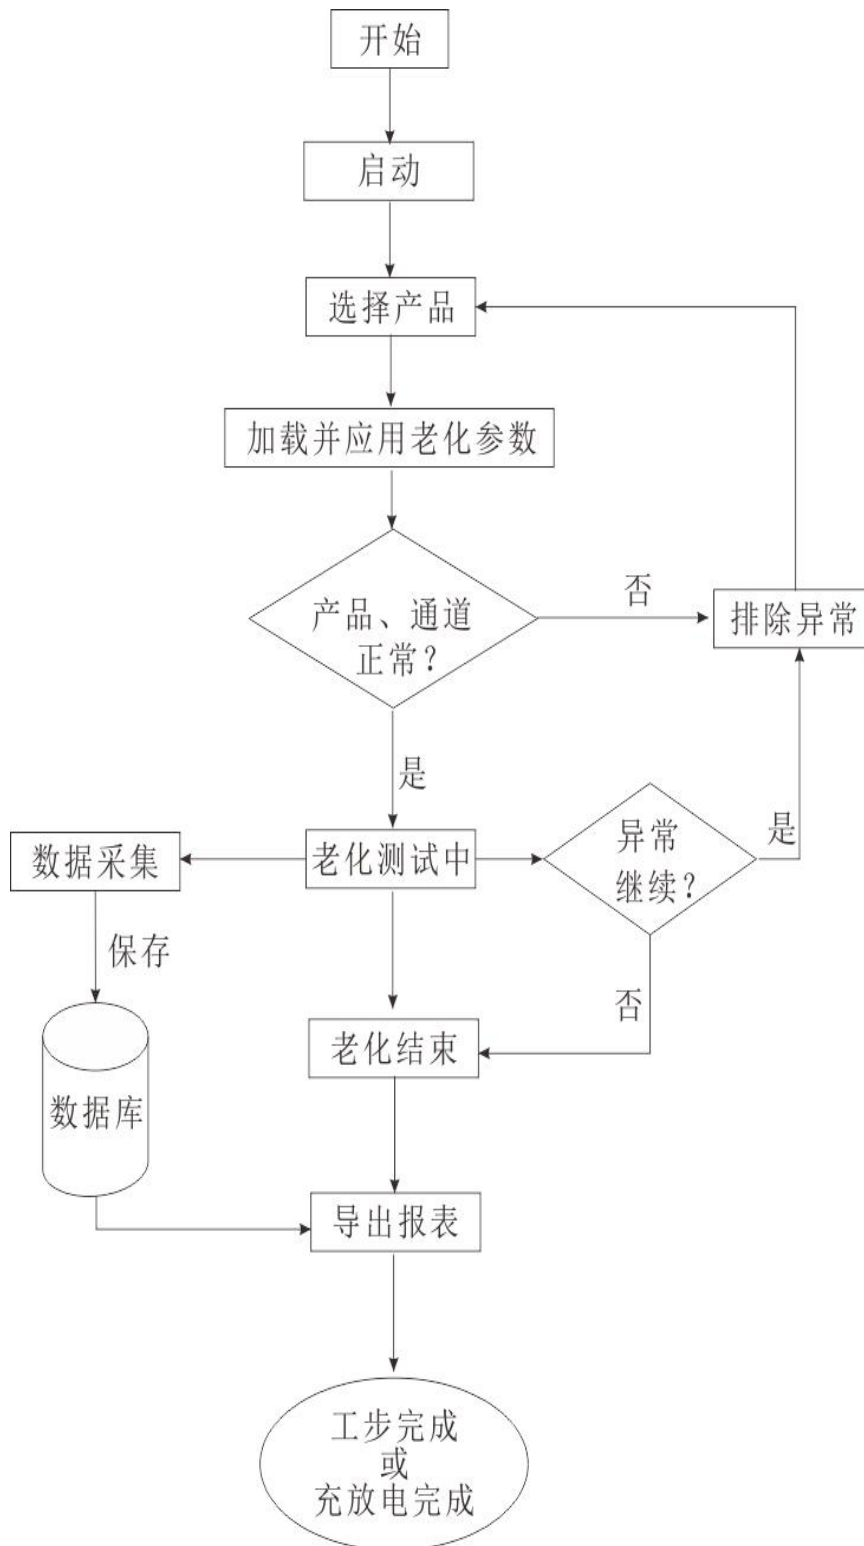 开始
启动
选择产品
加载并应用老化参数
产品、通道
正常？
否
排除异常
是
数据采集
老化测试中
异常
继续？
是
保存
否
数据库
老化结束
导出报表
工步完成
或
充放电完成